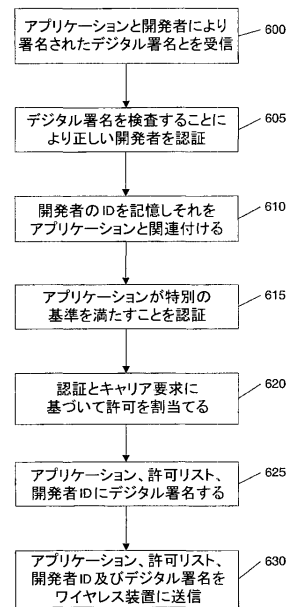 アプリケーションと開発者により
署名されたデジタル署名とを受信
600
デジタル署名を検査することに
より正しい開発者を認証
605
開発者のIDを記憶しそれを
アプリケーションと関連付ける
610
アプリケーションが特別の
基準を満たすことを認証
615
認証とキャリア要求に
基づいて許可を割当てる
620
アプリケーション、許可リスト、
開発者IDにデジタル署名する
625
アプリケーション、許可リスト、
開発者ID及びデジタル署名を
ワイヤレス装置に送信
630